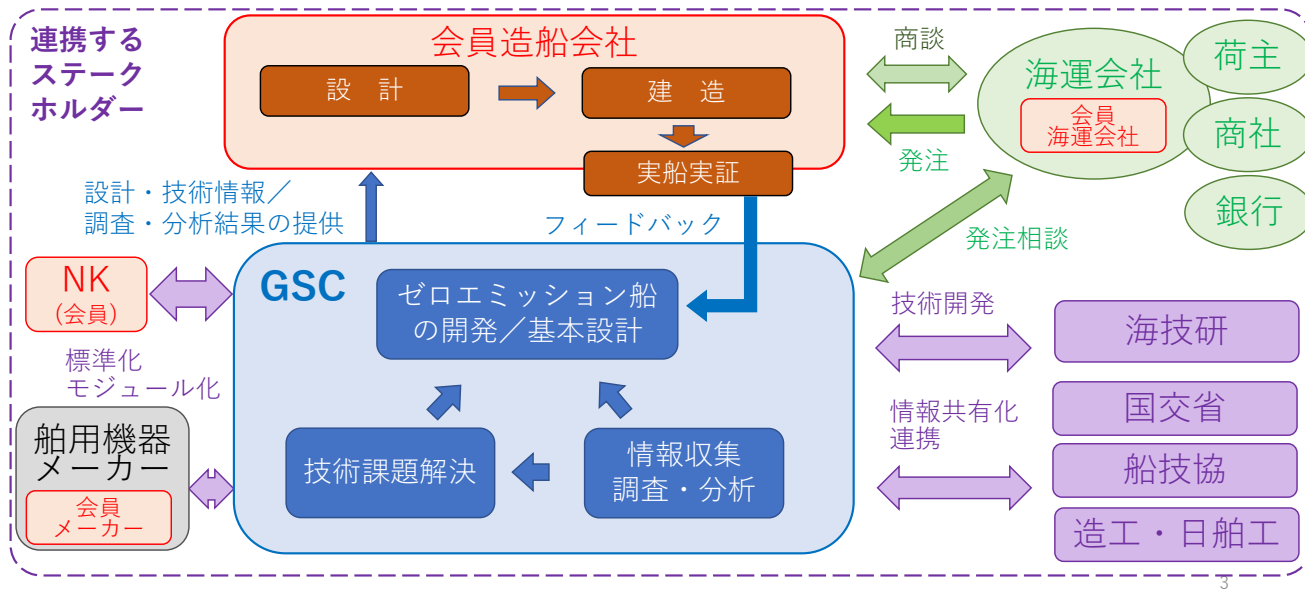 連携する
ステーク
ホルダー
会員造船会社
設 計
建 造
実船実証
商談
発注
海運会社
会員
海運会社
荷主
商社
銀行
設計・技術情報／
調査・分析結果の提供
フィードバック
発注相談
NK
(会員)
標準化
モジュール化
舶用機器
メーカー
会員
メーカー
GSC
ゼロエミッション船
の開発／基本設計
技術課題解決
情報収集
調査・分析
技術開発
情報共有化
連携
海技研
国交省
船技協
造工・日舶工
3